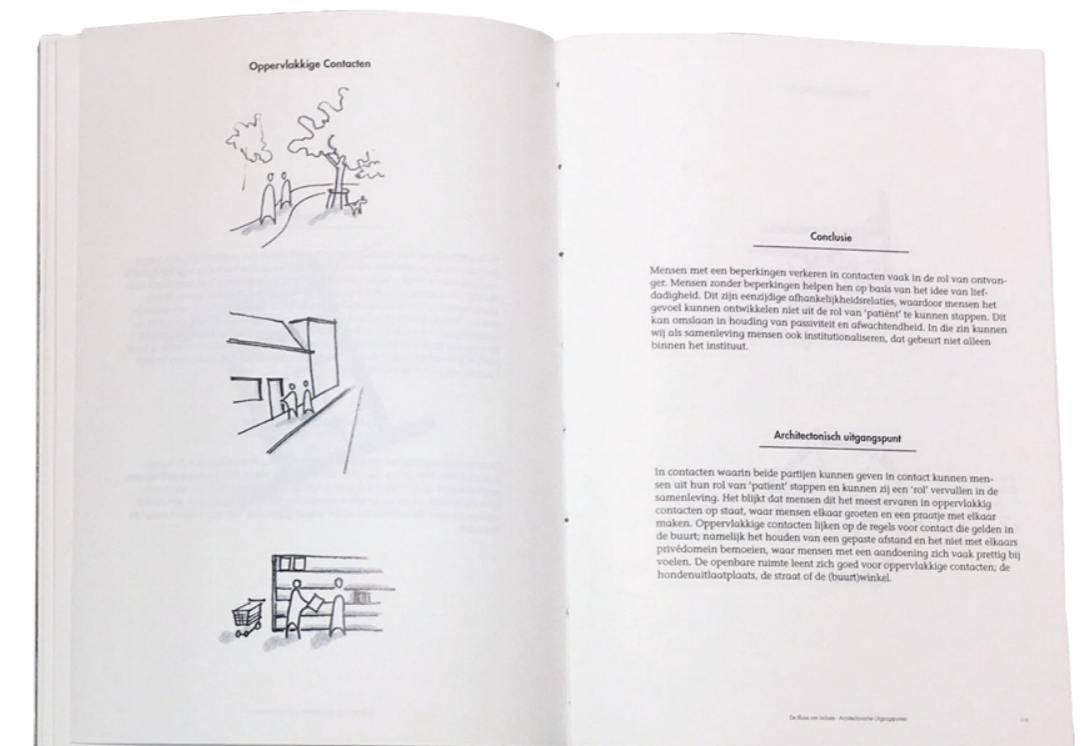 Oppervlakkige Contacten
Conclusie
Mensen met een beperkingen verkeren in contacten vaak in de rol van ontvan-
ger. Mensen zonder beperkingen helpen hen op basis van het idee van lief-
dadigheid. Dit zijn eenzijdige afhankelijkheidsrelaties, waardoor mensen het
gevoel kunnen ontwikkelen niet uit de rol van 'patiënt' te kunnen stappen. Dit
kan omslaan in houding van passiviteit en afwachtendheid. In die zin kunnen
wij als samenleving mensen ook institutionaliseren, dat gebeurt niet alleen
binnen het instituut.
Architectonisch uitgangspunt
In contacten waarin beide partijen kunnen geven in contact kunnen men-
sen uit hun rol van 'patient' stappen en kunnen zij een 'rol' vervullen in de
samenleving. Het blijkt dat mensen dit het meest ervaren in oppervlakkig
contacten op staat, waar mensen elkaar groeten en een praatje met elkaar
maken. Oppervlakkige contacten lijken op de regels voor contact die gelden in
de buurt; namelijk het houden van een gepaste afstand en het niet met elkaars
privédomein bemoeien, waar mensen met een aandoening zich vaak prettig bij
voelen. De openbare ruimte leent zich goed voor oppervlakkige contacten; de
hondenuitlaatplaats, de straat of de (buurt)winkel.
Architectonische Uitgangspunten